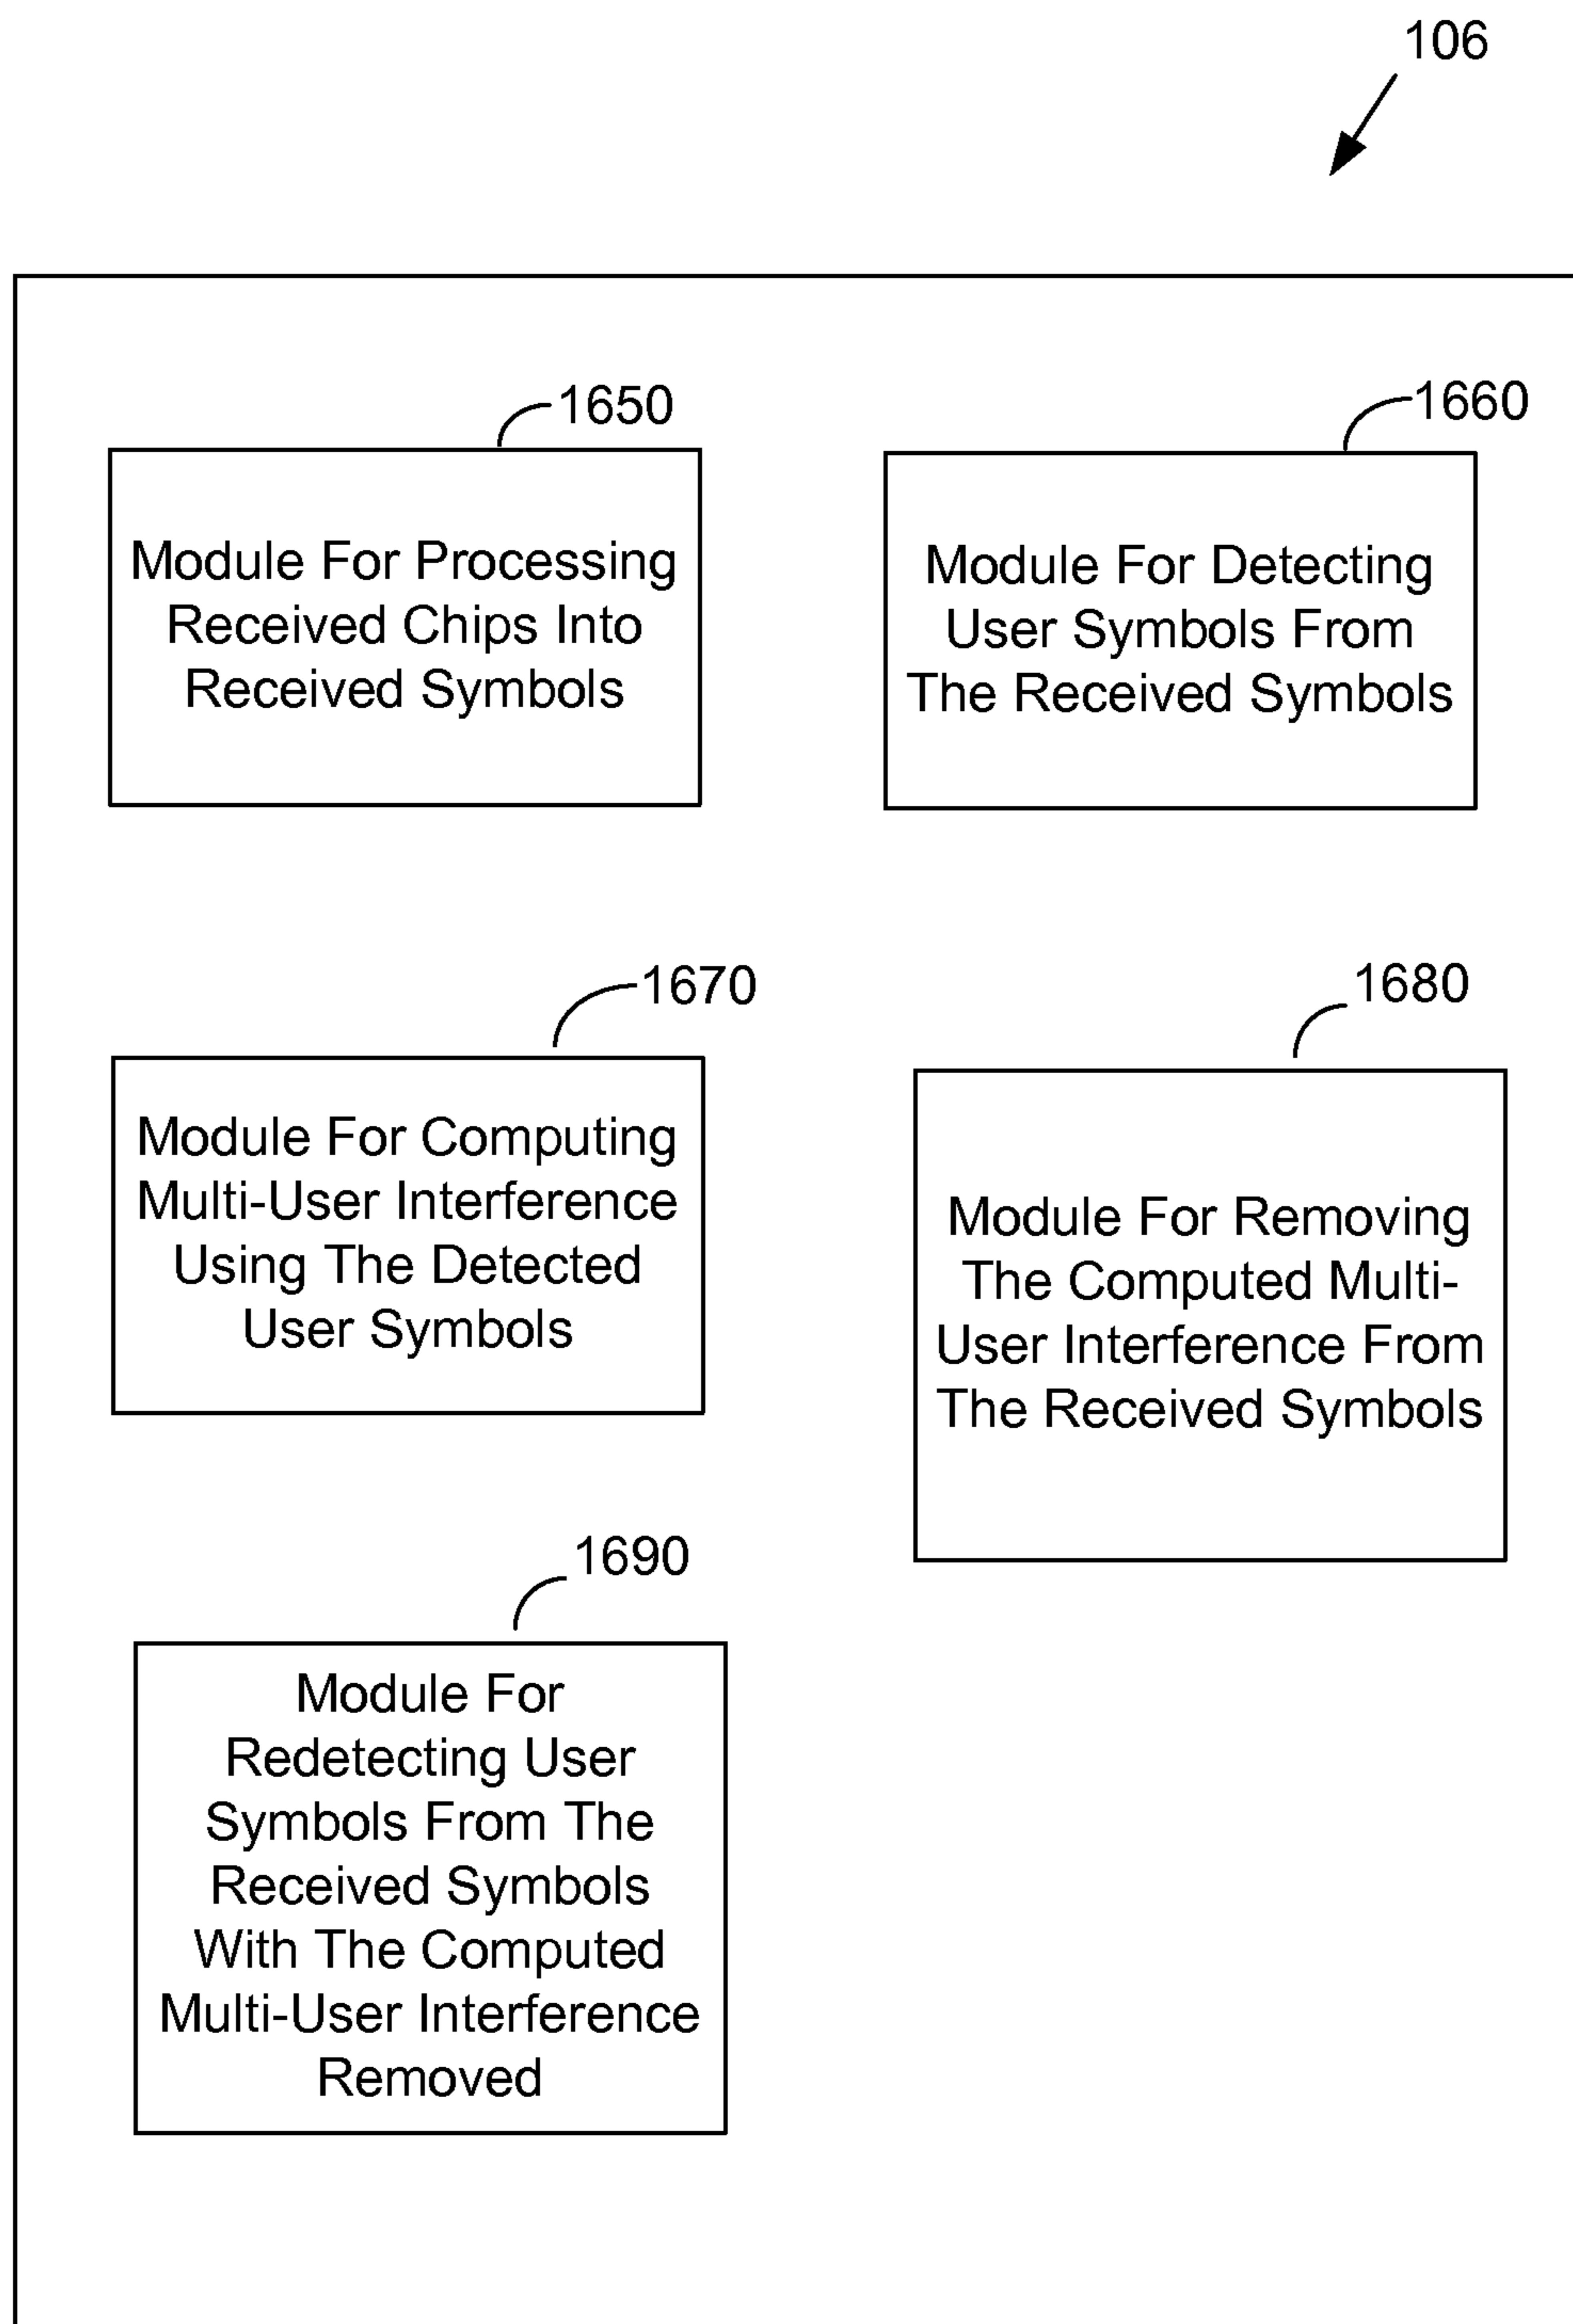 106
1650
Module For Processing
Received Chips Into
Received Symbols
1660
Module For Detecting
User Symbols From
The Received Symbols
1670
Module For Computing
Multi-User Interference
Using The Detected
User Symbols
1680
Module For Removing
The Computed Multi-
User Interference From
The Received Symbols
1690
Module For
Redetecting User
Symbols From The
Received Symbols
With The Computed
Multi-User Interference
Removed